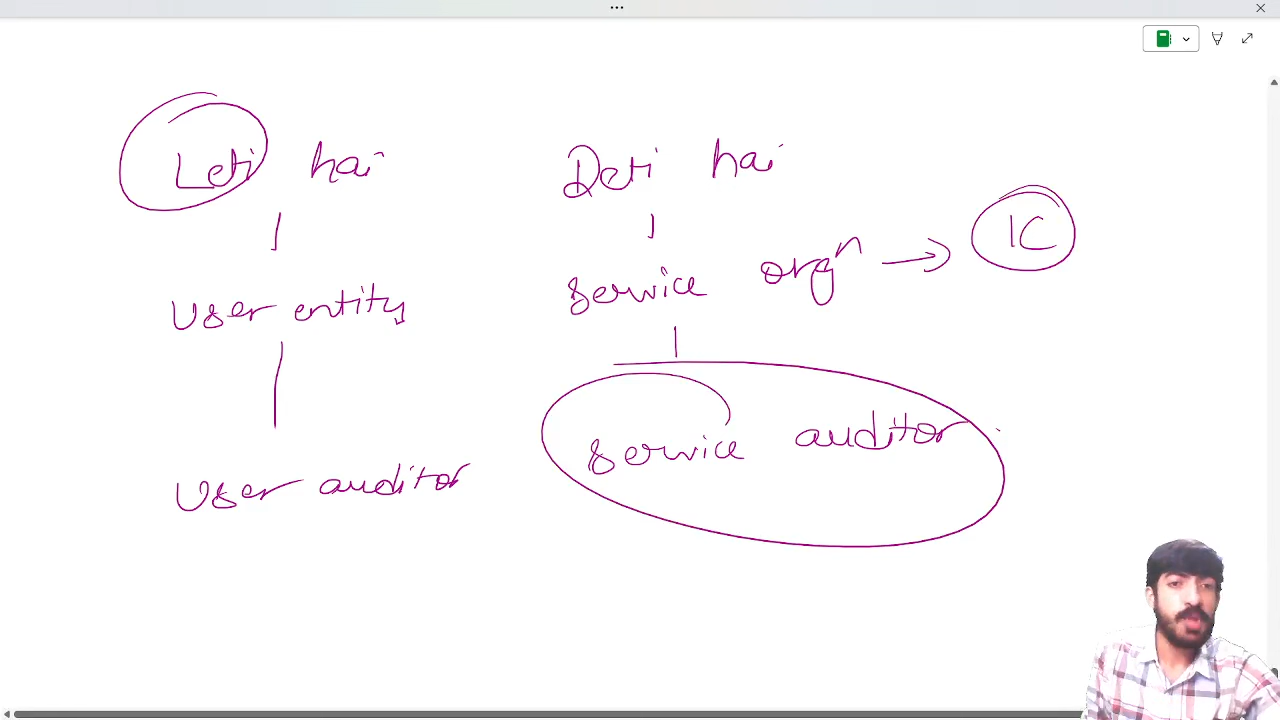 Leti hai
Deti hai
User entity
Service orgn → IC
User auditor
Service auditor